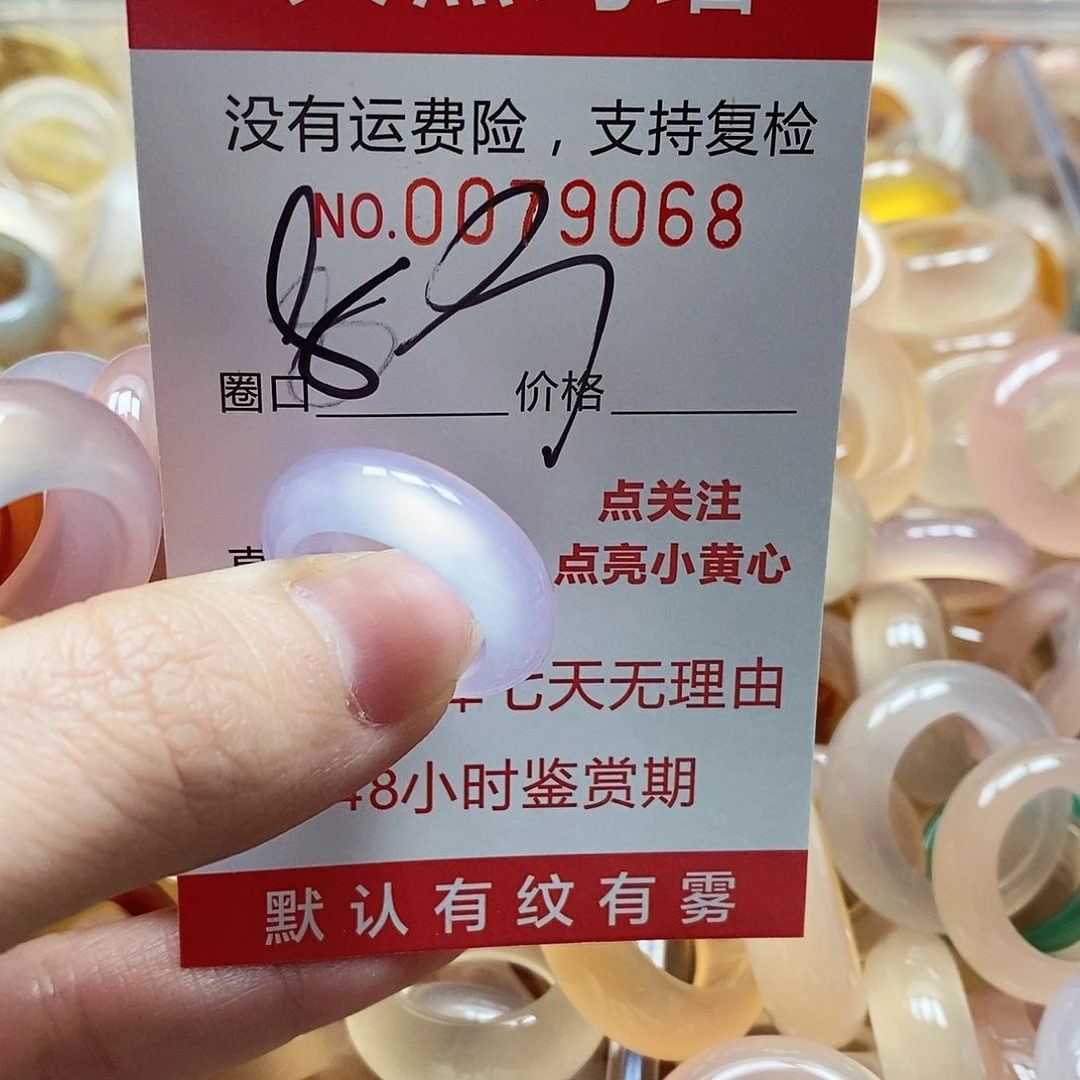 没有运费险，支持复检
NO.0079068
圈口 价格
点关注
点亮小黄心
七天无理由
48小时鉴赏期
默认有纹有雾